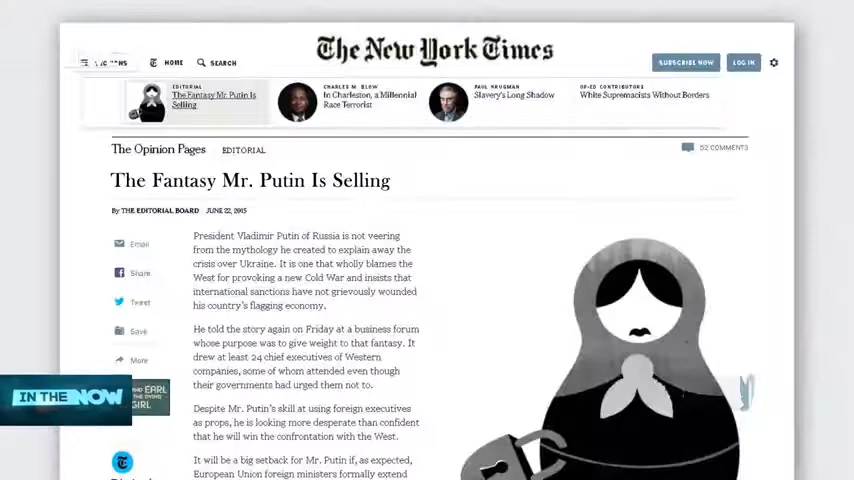 The New York Times
HOME
SEARCH
SUBSCRIBE NOW
LOG IN
EDITORIAL
The Fantasy Mr. Putin Is
Selling
CHARLES M. BLOW
In Charleston, a Millennial
Race Terrorist
PAUL KRUGMAN
Slavery's Long Shadow
OP-ED CONTRIBUTORS
White Supremacists Without Borders
The Opinion Pages
EDITORIAL
52 COMMENTS
The Fantasy Mr. Putin Is Selling
By THE EDITORIAL BOARD JUNE 22, 2015
Email
Share
Tweet
Save
More
President Vladimir Putin of Russia is not veering
from the mythology he created to explain away the
crisis over Ukraine. It is one that wholly blames the
West for provoking a new Cold War and insists that
international sanctions have not grievously wounded
his country's flagging economy.
He told the story again on Friday at a business forum
whose purpose was to give weight to that fantasy. It
drew at least 24 chief executives of Western
companies, some of whom attended even though
their governments had urged them not to.
Despite Mr. Putin's skill at using foreign executives
as props, he is looking more desperate than confident
that he will win the confrontation with the West.
It will be a big setback for Mr. Putin if, as expected,
European Union foreign ministers formally extend
IN THE NOW
EARL
THE DYING
GIRL